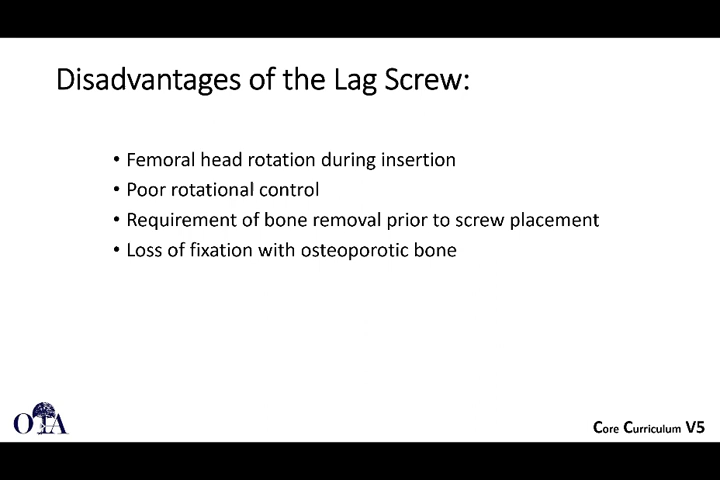 Disadvantages of the Lag Screw:
• Femoral head rotation during insertion
• Poor rotational control
• Requirement of bone removal prior to screw placement
• Loss of fixation with osteoporotic bone
OTA
Core Curriculum V5